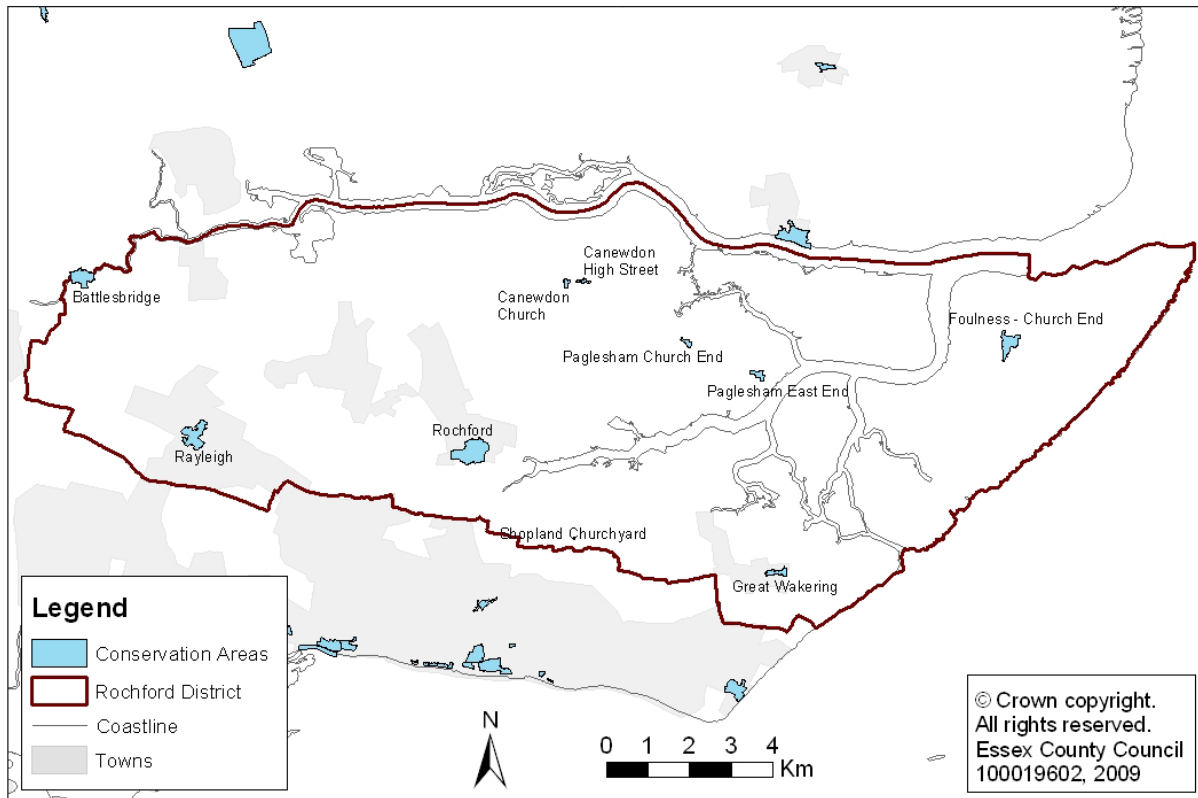 Canewdon
High Street
Battlesbridge
Canewdon
Church
Foulness - Church End
Paglesham Church End
Paglesham East End
Rochford
Rayleigh
Shopland Churchyard
Great Wakering
Legend
Conservation Areas
Rochford District
Coastline
Towns
N
0 1 2 3 4
Km
© Crown copyright.
All rights reserved.
Essex County Council
100019602, 2009